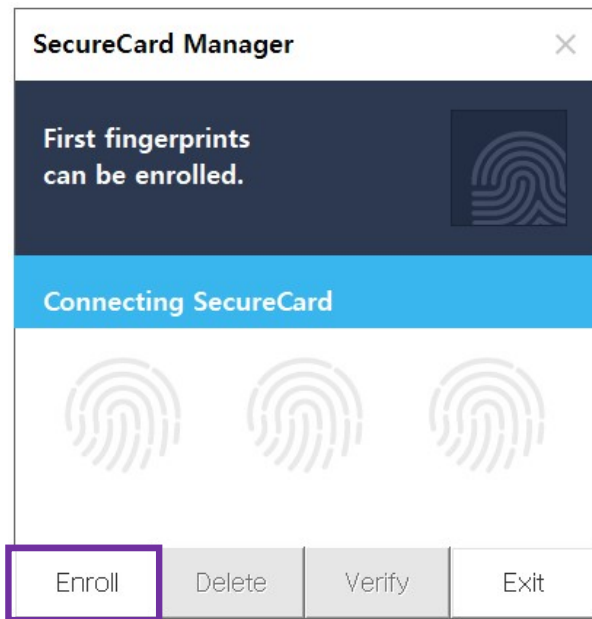 SecureCard Manager
First fingerprints
can be enrolled.
Connecting SecureCard
Enroll Delete Verify Exit